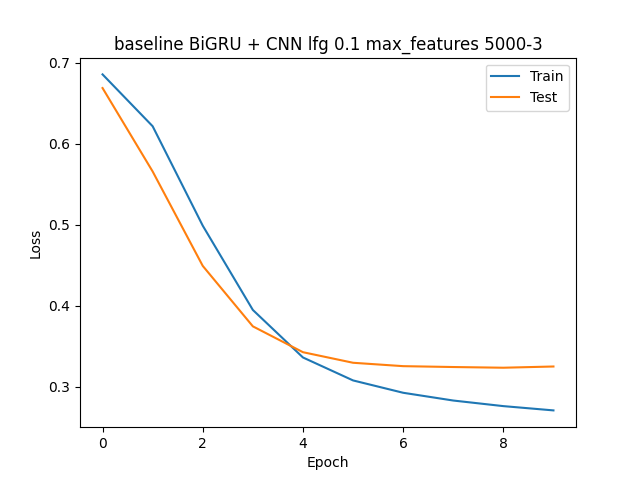 baseline BiGRU + CNN lfg 0.1 max_features 5000-3
Train
Test
0.7
0.6
0.5
0.4
0.3
Loss
0 2 4 6 8
Epoch